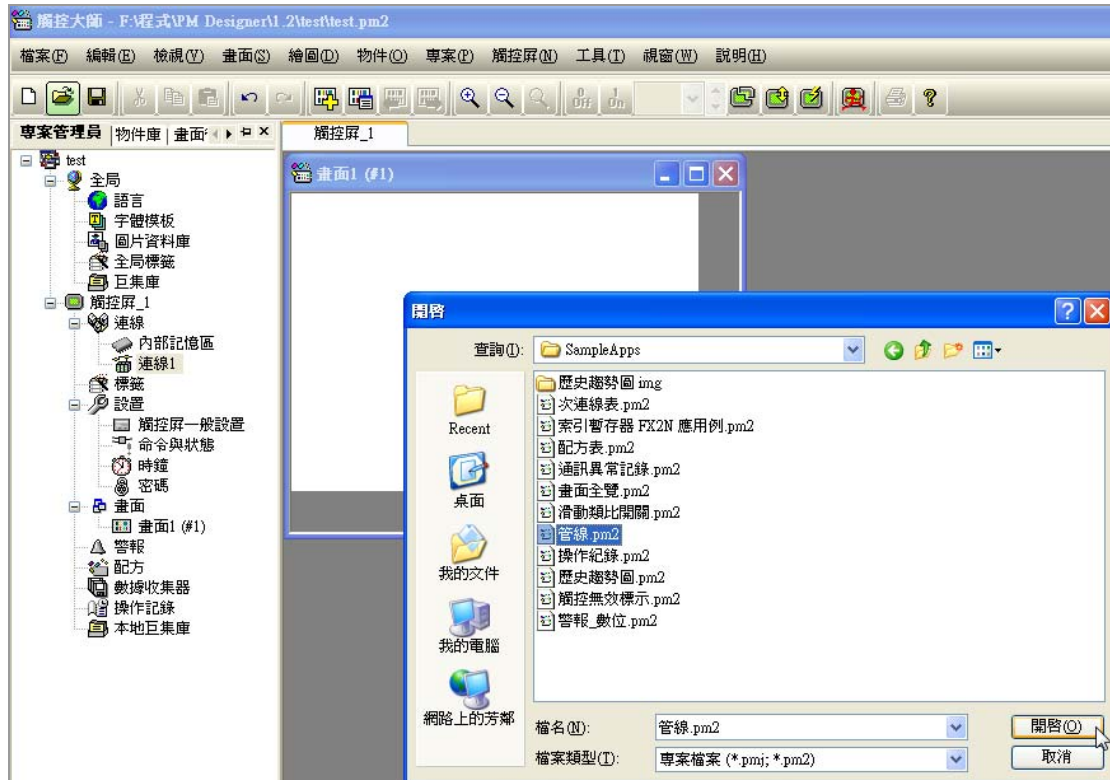 觸控大師 - F:\程式\PM Designer\1.2\test\test.pm2
檔案(F) 編輯(E) 檢視(V) 畫面(S) 繪圖(D) 物件(O) 專案(P) 觸控屏(N) 工具(T) 視窗(W) 說明(H)
Off On
專案管理員 物件庫 畫面
觸控屏_1
test
全局
語言
字體模板
圖片資料庫
全局標籤
巨集庫
觸控屏_1
連線
內部記憶區
連線1
標籤
設置
觸控屏一般設置
命令與狀態
時鐘
密碼
畫面
畫面1 (#1)
警報
配方
數據收集器
操作記錄
本地巨集庫
畫面1 (#1)
開啓
查詢(I): SampleApps
Recent
桌面
我的文件
我的電腦
網路上的芳鄰
歷史趨勢圖 img
次連線表.pm2
索引暫存器 FX2N 應用例.pm2
配方表.pm2
通訊異常記錄.pm2
畫面全覽.pm2
滑動類比開關.pm2
管線.pm2
操作紀錄.pm2
歷史趨勢圖.pm2
觸控無效標示.pm2
警報_數位.pm2
檔名(N): 管線.pm2 開啓(O)
檔案類型(T): 專案檔案 (*.pmj; *.pm2) 取消